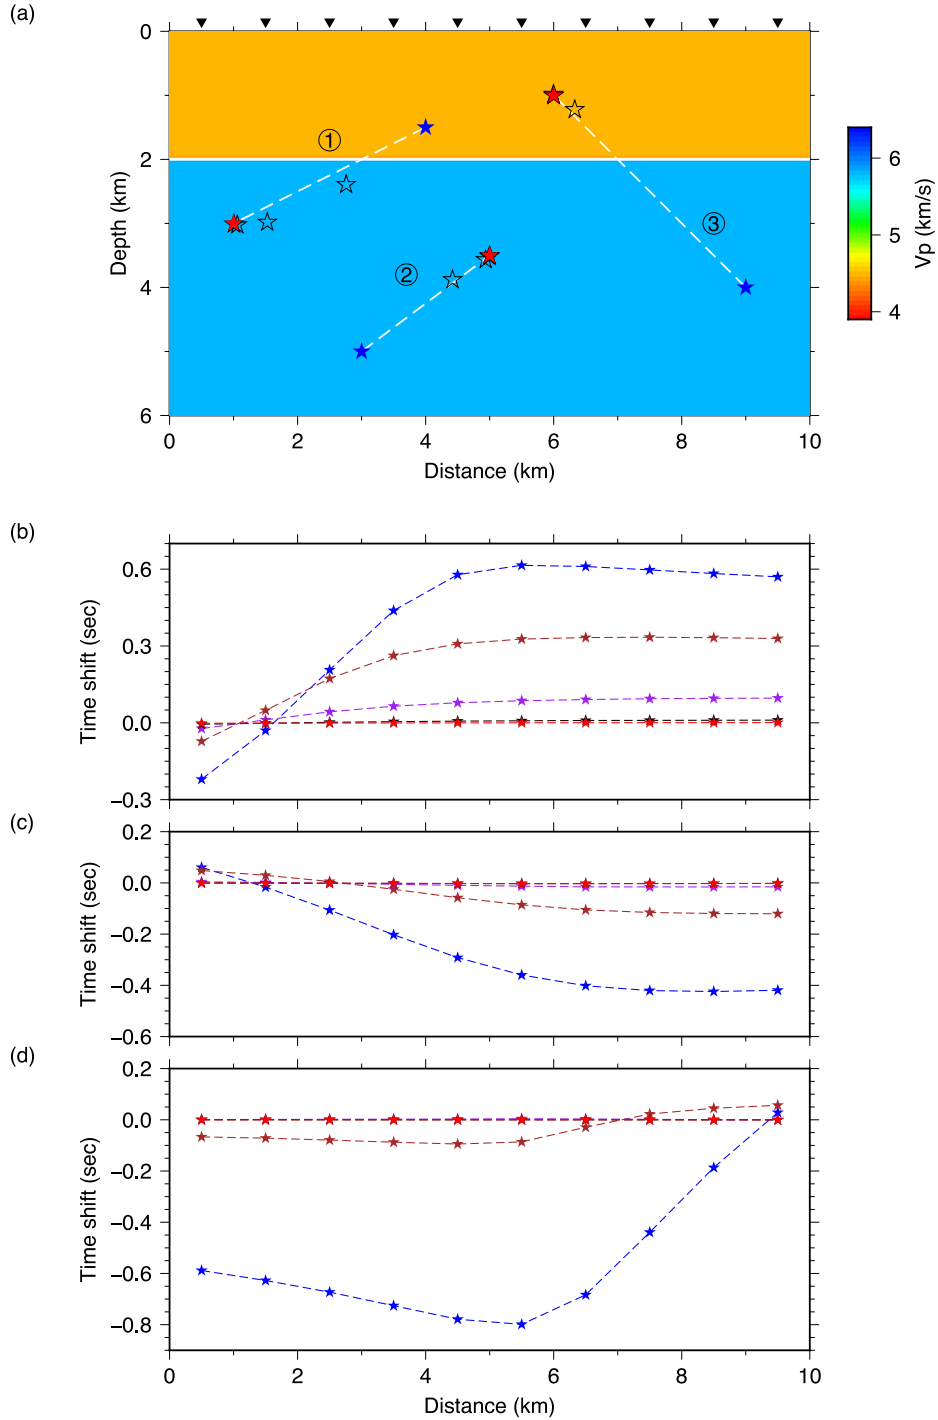 (a)
0
2
4
6
Depth (km)
① ② ③
0 2 4 6 8 10
Distance (km)
6
5
4
Vp (km/s)
(b)
0.6
0.3
0.0
−0.3
Time shift (sec)
(c)
0.2
0.0
−0.2
−0.4
−0.6
Time shift (sec)
(d)
0.2
0.0
−0.2
−0.4
−0.6
−0.8
Time shift (sec)
0 2 4 6 8 10
Distance (km)